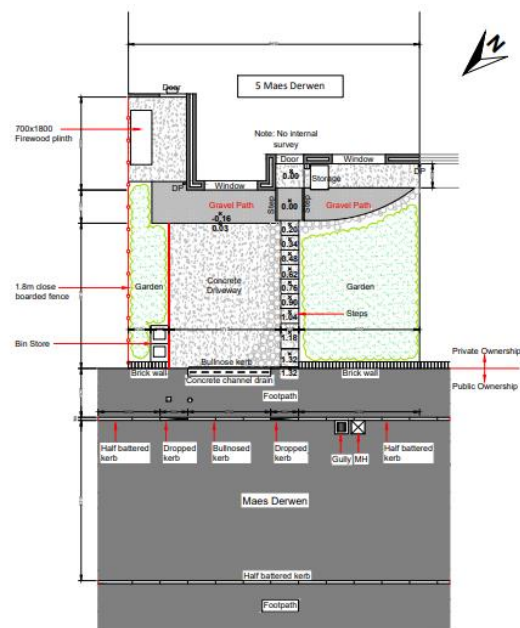 N
Door
5 Maes Derwen
700x1800
Firewood plinth
Note: No internal
survey
Door
Window
0.00
Storage
DP
Window
DP
Gravel Path
Step
0.00
Step
Gravel Path
-0.16
0.03
0.20
0.34
0.48
0.62
0.76
0.90
1.04
1.18
1.32
1.32
1.8m close
boarded fence
Garden
Concrete
Driveway
Garden
Steps
Bin Store
Bullnose kerb
Private Ownership
Brick wall
Concrete channel drain
Brick wall
Public Ownership
Footpath
Half battered
kerb
Dropped
kerb
Bullnosed
kerb
Dropped
kerb
Gully
MH
Half battered
kerb
Maes Derwen
Half battered kerb
Footpath